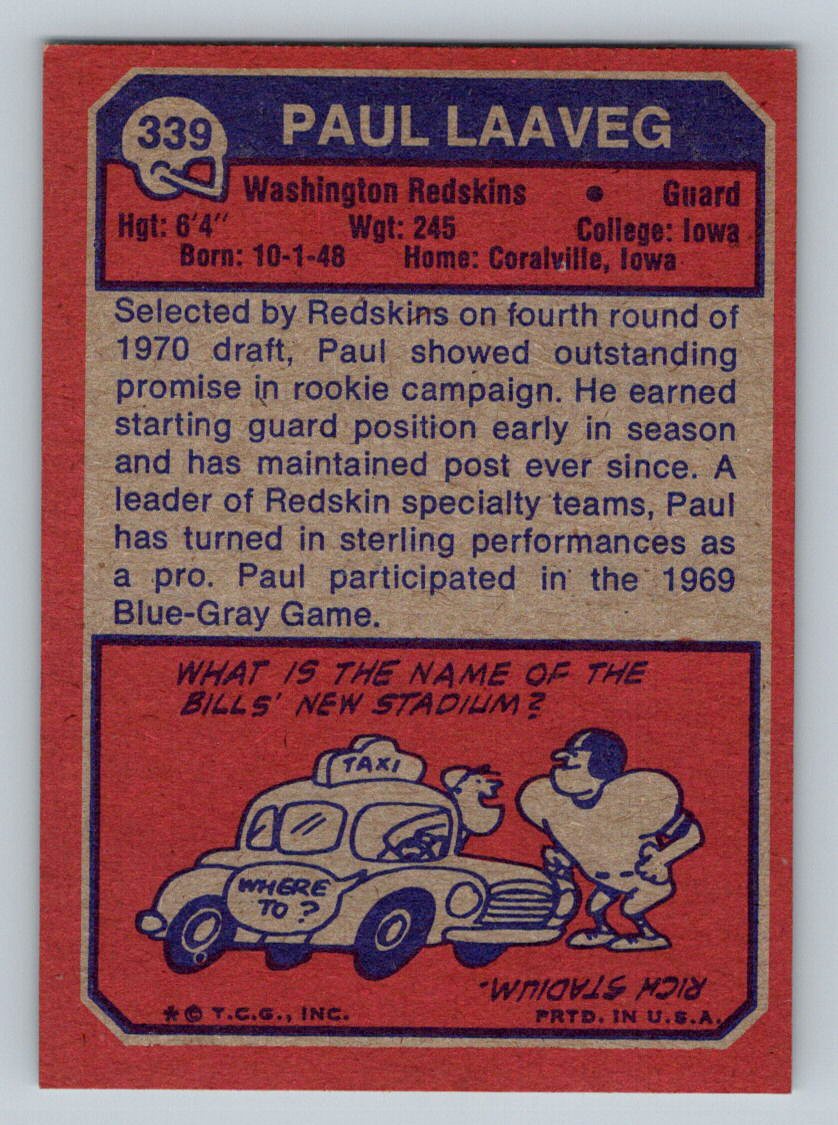 339
PAUL LAAVEG
Washington Redskins • Guard
Hgt: 6'4" Wgt: 245 College: Iowa
Born: 10-1-48 Home: Coralville, Iowa
Selected by Redskins on fourth round of
1970 draft, Paul showed outstanding
promise in rookie campaign. He earned
starting guard position early in season
and has maintained post ever since. A
leader of Redskin specialty teams, Paul
has turned in sterling performances as
a pro. Paul participated in the 1969
Blue-Gray Game.
WHAT IS THE NAME OF THE
BILLS' NEW STADIUM?
TAXI
WHERE
TO?
RICH STADIUM.
*© T.C.G., INC. PRTD. IN U.S.A.